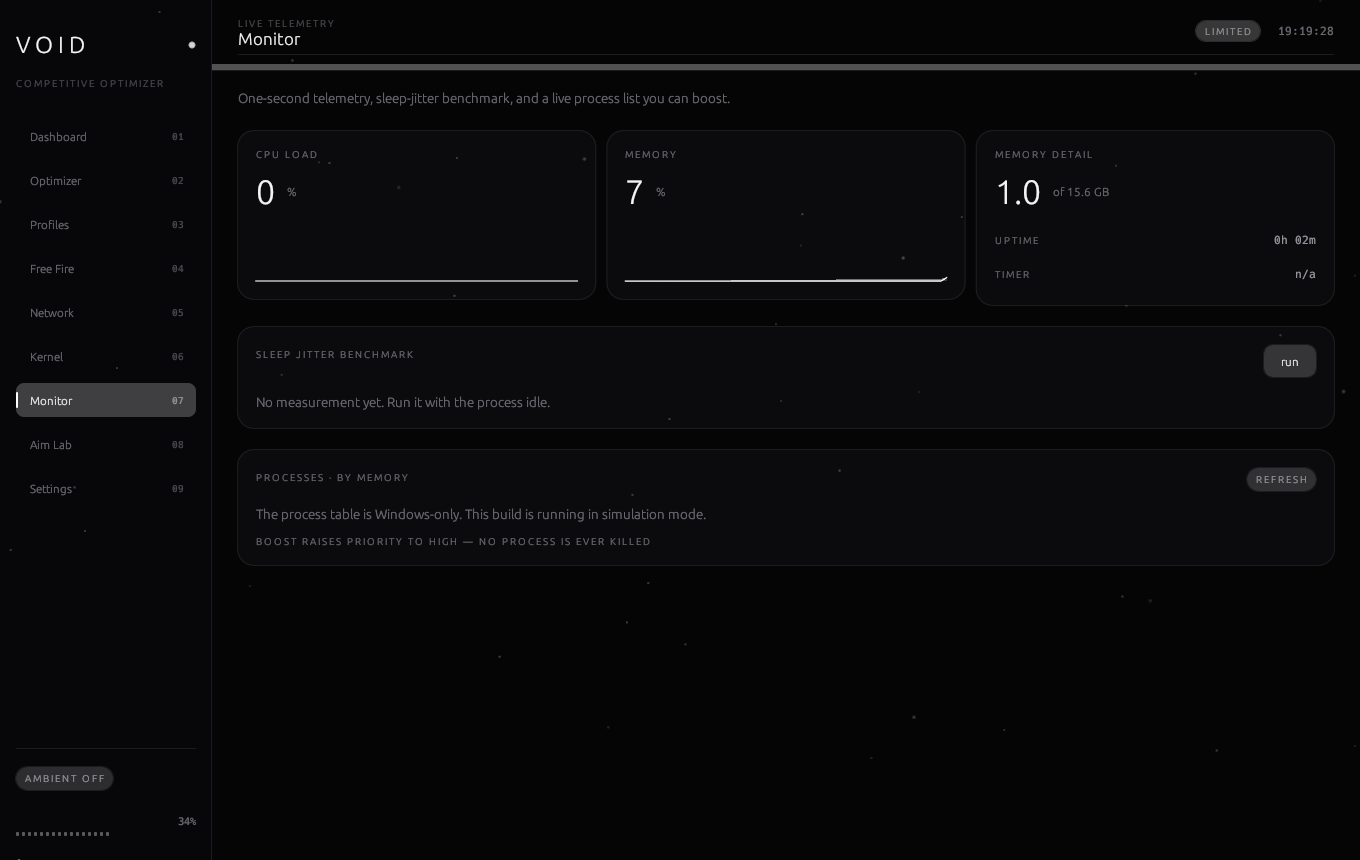 VOID
COMPETITIVE OPTIMIZER
Dashboard 01
Optimizer 02
Profiles 03
Free Fire 04
Network 05
Kernel 06
Monitor 07
Aim Lab 08
Settings 09
AMBIENT OFF
34%
LIVE TELEMETRY
Monitor
LIMITED 19:19:28
One-second telemetry, sleep-jitter benchmark, and a live process list you can boost.
CPU LOAD
0 %
MEMORY
7 %
MEMORY DETAIL
1.0 of 15.6 GB
UPTIME 0h 02m
TIMER n/a
SLEEP JITTER BENCHMARK
run
No measurement yet. Run it with the process idle.
PROCESSES · BY MEMORY
REFRESH
The process table is Windows-only. This build is running in simulation mode.
BOOST RAISES PRIORITY TO HIGH — NO PROCESS IS EVER KILLED